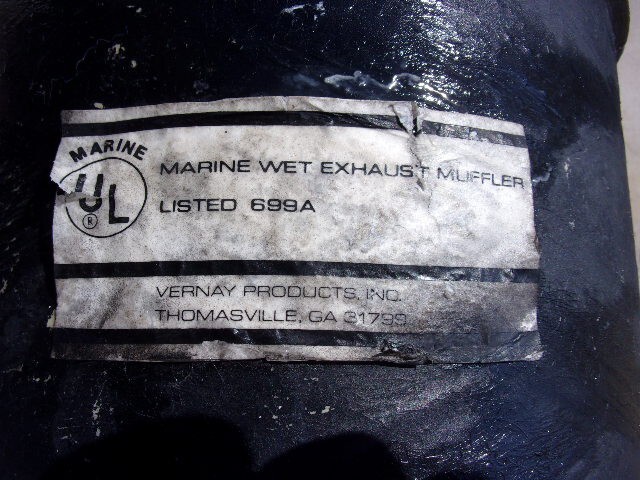 MARINE
UL
®
MARINE WET EXHAUST MUFFLER
LISTED 699A
VERNAY PRODUCTS, INC.
THOMASVILLE, GA 31799